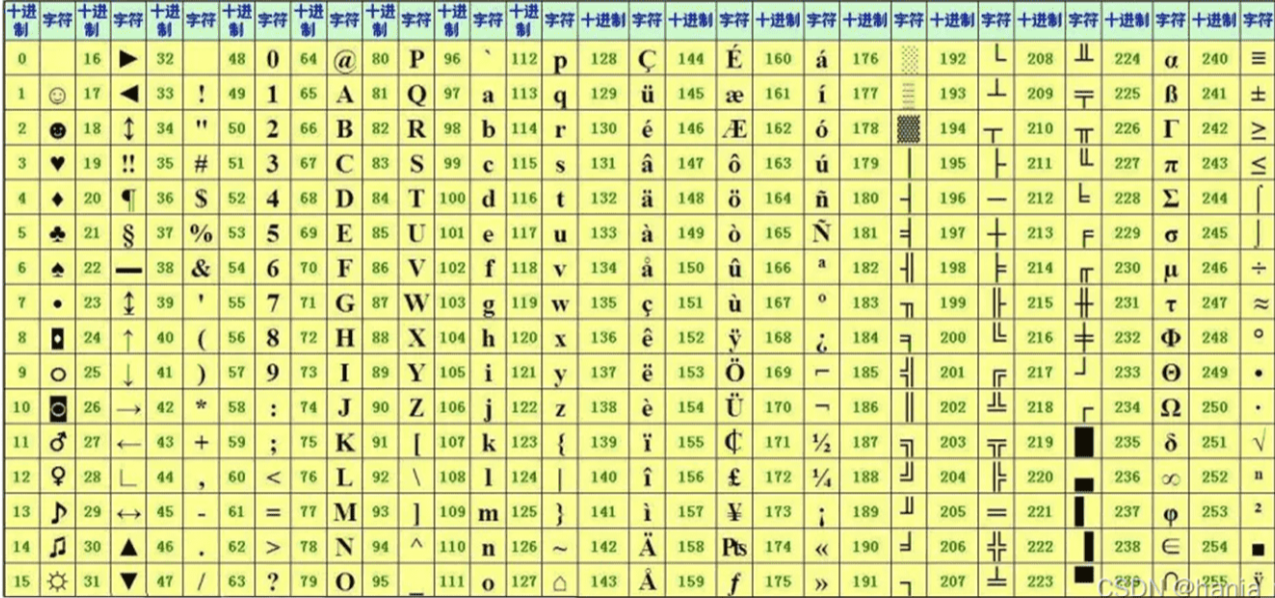 十进制 字符 十进制 字符 十进制 字符 十进制 字符 十进制 字符 十进制 字符 十进制 字符 十进制 字符 十进制 字符 十进制 字符 十进制 字符 十进制 字符 十进制 字符 十进制 字符 十进制 字符 十进制 字符
0 16 ► 32 48 0 64 @ 80 P 96 ` 112 p 128 Ç 144 É 160 á 176 ░ 192 └ 208 ╨ 224 α 240 ≡
1 ☺ 17 ◄ 33 ! 49 1 65 A 81 Q 97 a 113 q 129 ü 145 æ 161 í 177 ▒ 193 ┴ 209 ╤ 225 ß 241 ±
2 ☻ 18 ↕ 34 " 50 2 66 B 82 R 98 b 114 r 130 é 146 Æ 162 ó 178 ▓ 194 ┬ 210 ╥ 226 Γ 242 ≥
3 ♥ 19 ‼ 35 # 51 3 67 C 83 S 99 c 115 s 131 â 147 ô 163 ú 179 │ 195 ├ 211 ╙ 227 π 243 ≤
4 ♦ 20 ¶ 36 $ 52 4 68 D 84 T 100 d 116 t 132 ä 148 ö 164 ñ 180 ┤ 196 ─ 212 ╘ 228 Σ 244 ⌠
5 ♣ 21 § 37 % 53 5 69 E 85 U 101 e 117 u 133 à 149 ò 165 Ñ 181 ╡ 197 ┼ 213 ╒ 229 σ 245 ⌡
6 ♠ 22 ▬ 38 & 54 6 70 F 86 V 102 f 118 v 134 å 150 û 166 ª 182 ╢ 198 ╞ 214 ╓ 230 µ 246 ÷
7 • 23 ↨ 39 ' 55 7 71 G 87 W 103 g 119 w 135 ç 151 ù 167 º 183 ╖ 199 ╟ 215 ╫ 231 τ 247 ≈
8 ◘ 24 ↑ 40 ( 56 8 72 H 88 X 104 h 120 x 136 ê 152 ÿ 168 ¿ 184 ╕ 200 ╚ 216 ╪ 232 Φ 248 °
9 ○ 25 ↓ 41 ) 57 9 73 I 89 Y 105 i 121 y 137 ë 153 Ö 169 ⌐ 185 ╣ 201 ╔ 217 ┘ 233 Θ 249 •
10 ◙ 26 → 42 * 58 : 74 J 90 Z 106 j 122 z 138 è 154 Ü 170 ¬ 186 ║ 202 ╩ 218 ┌ 234 Ω 250 ·
11 ♂ 27 ← 43 + 59 ; 75 K 91 [ 107 k 123 { 139 ï 155 ₵ 171 ½ 187 ╗ 203 ╦ 219 █ 235 δ 251 √
12 ♀ 28 ∟ 44 , 60 < 76 L 92 \ 108 l 124 | 140 î 156 £ 172 ¼ 188 ╝ 204 ╠ 220 ▄ 236 ∞ 252 ⁿ
13 ♪ 29 ↔ 45 - 61 = 77 M 93 ] 109 m 125 } 141 ì 157 ¥ 173 ¡ 189 ╜ 205 ═ 221 ▌ 237 φ 253 ²
14 ♫ 30 ▲ 46 . 62 > 78 N 94 ^ 110 n 126 ~ 142 Ä 158 ₧ 174 « 190 ╛ 206 ╬ 222 ▐ 238 ∈ 254 ■
15 ☼ 31 ▼ 47 / 63 ? 79 O 95 _ 111 o 127 ⌂ 143 Å 159 ƒ 175 » 191 ┐ 207 ╧ 223 ▀ 239 ∩ 255 ÿ
CSDN